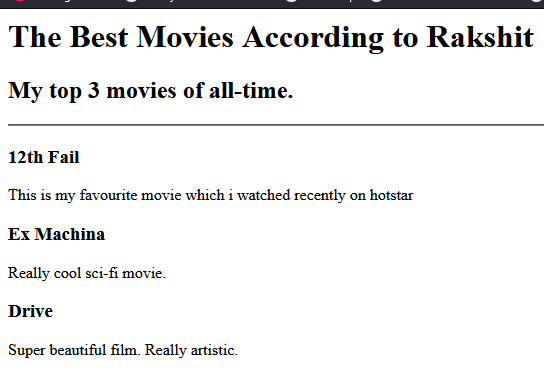 The Best Movies According to Rakshit
My top 3 movies of all-time.
12th Fail
This is my favourite movie which i watched recently on hotstar
Ex Machina
Really cool sci-fi movie.
Drive
Super beautiful film. Really artistic.